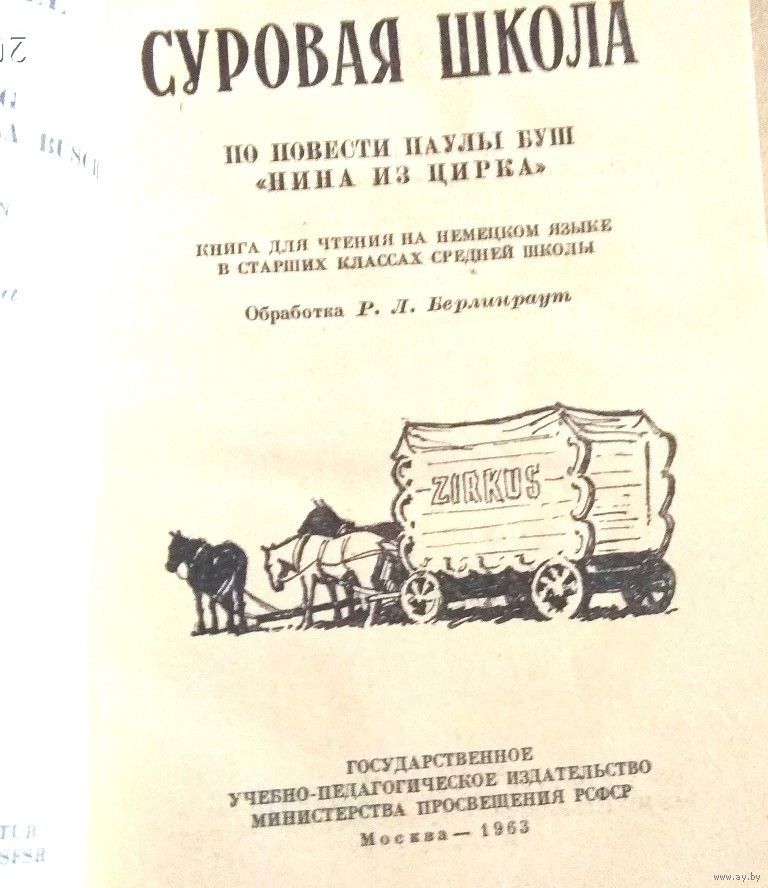 СУРОВАЯ ШКОЛА
ПО ПОВЕСТИ ПАУЛЫ БУШ
«НИНА ИЗ ЦИРКА»
КНИГА ДЛЯ ЧТЕНИЯ НА НЕМЕЦКОМ ЯЗЫКЕ
В СТАРШИХ КЛАССАХ СРЕДНЕЙ ШКОЛЫ
Обработка Р. Л. Берлинраут
ZIRKUS
ГОСУДАРСТВЕННОЕ
УЧЕБНО-ПЕДАГОГИЧЕСКОЕ ИЗДАТЕЛЬСТВО
МИНИСТЕРСТВА ПРОСВЕЩЕНИЯ РСФСР
Москва — 1963
BUSCH
www.ay.by